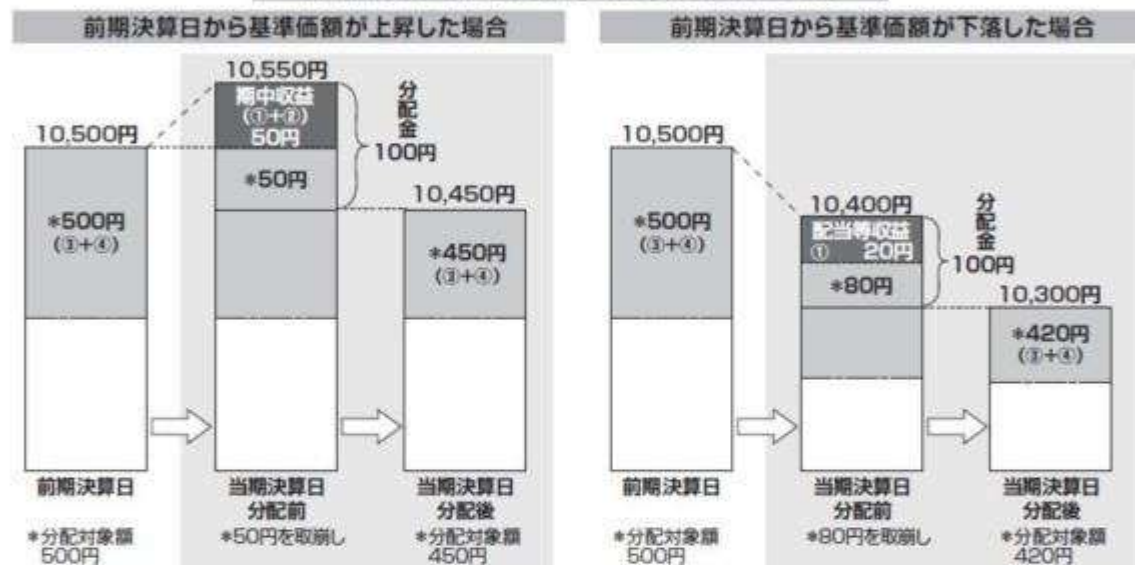 前期決算日から基準価額が上昇した場合
10,550円
期中収益
(①+②)
50円
分配金
100円
10,500円
*50円
10,450円
*500円
(③+④)
*450円
(③+④)
前期決算日
当期決算日
分配前
当期決算日
分配後
*分配対象額
500円
*50円を取崩し
*分配対象額
450円
前期決算日から基準価額が下落した場合
10,500円
*500円
(③+④)
10,400円
配当等収益
① 20円
分配金
100円
*80円
10,300円
*420円
(③+④)
前期決算日
当期決算日
分配前
当期決算日
分配後
*分配対象額
500円
*80円を取崩し
*分配対象額
420円